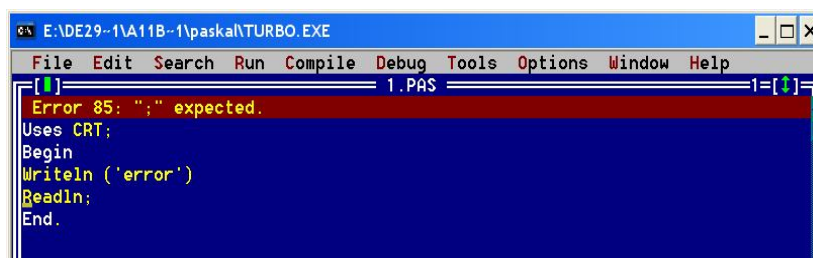 E:\DE29~1\A11B~1\paskal\TURBO.EXE
File Edit Search Run Compile Debug Tools Options Window Help
1.PAS 1=[↕]
Error 85: ";" expected.
Uses CRT;
Begin
Writeln ('error')
Readln;
End.